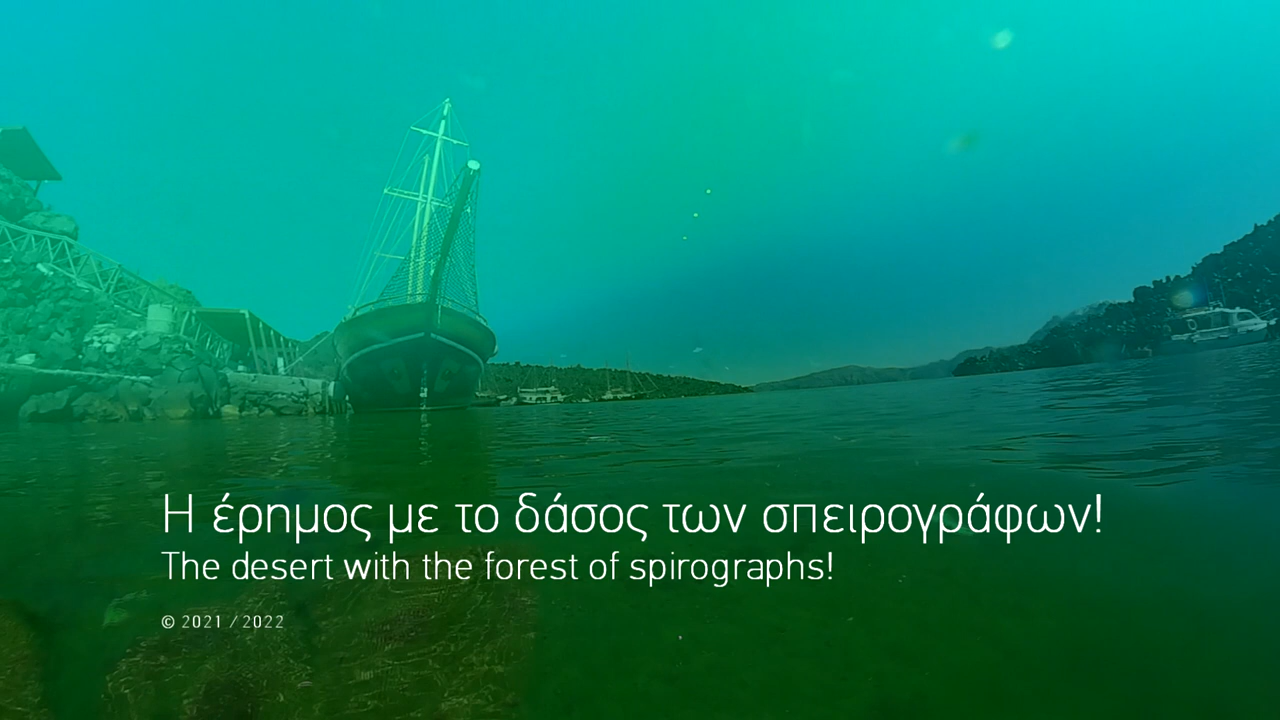 Η έρημος με το δάσος των σπειρογράφων!
The desert with the forest of spirographs!
© 2021 / 2022